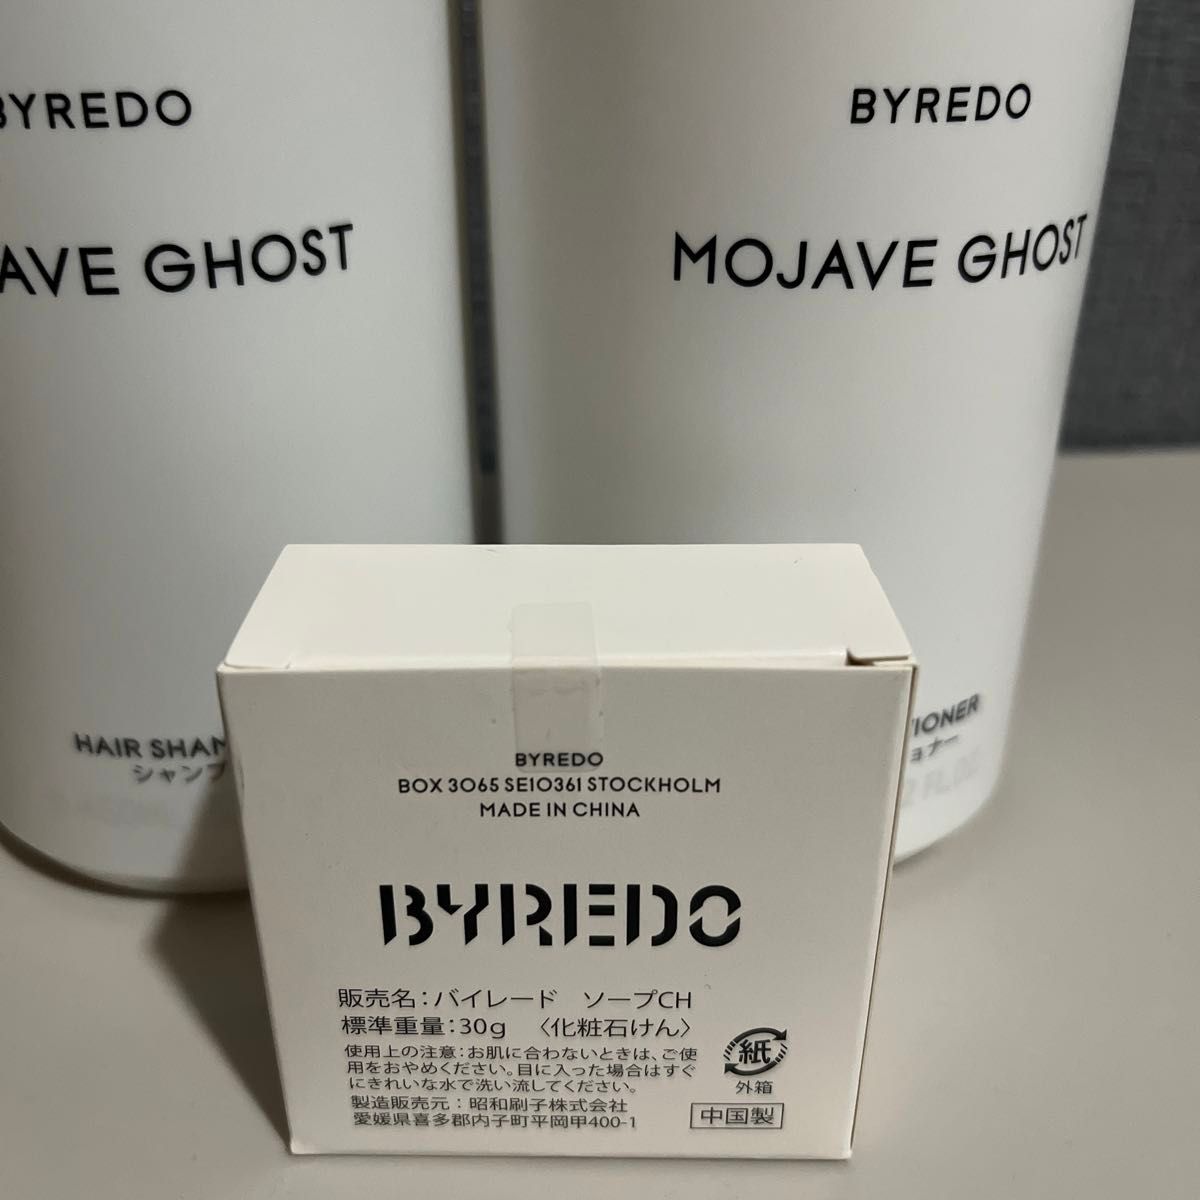 BYREDO
AVE GHOST
HAIR SHAM
シャンプ
BYREDO
MOJAVE GHOST
TIONER
ョナー
2 FL.OZ
BYREDO
BOX 3O65 SE1O361 STOCKHOLM
MADE IN CHINA
BYREDO
販売名：バイレード　ソープCH
標準重量：30g　〈化粧石けん〉
使用上の注意：お肌に合わないときは、ご使
用をおやめください。目に入った場合はすぐ
にきれいな水で洗い流してください。
製造販売元：昭和刷子株式会社
愛媛県喜多郡内子町平岡甲400-1
紙
外箱
中国製